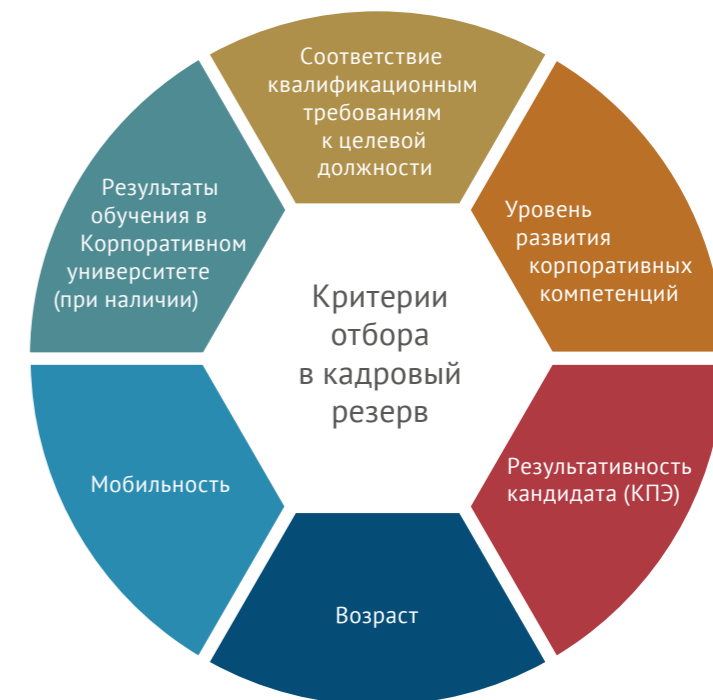 Соответствие
квалификационным
требованиям
к целевой
должности
Уровень
развития
корпоративных
компетенций
Результативность
кандидата (КПЭ)
Возраст
Мобильность
Результаты
обучения в
Корпоративном
университете
(при наличии)
Критерии
отбора
в кадровый
резерв